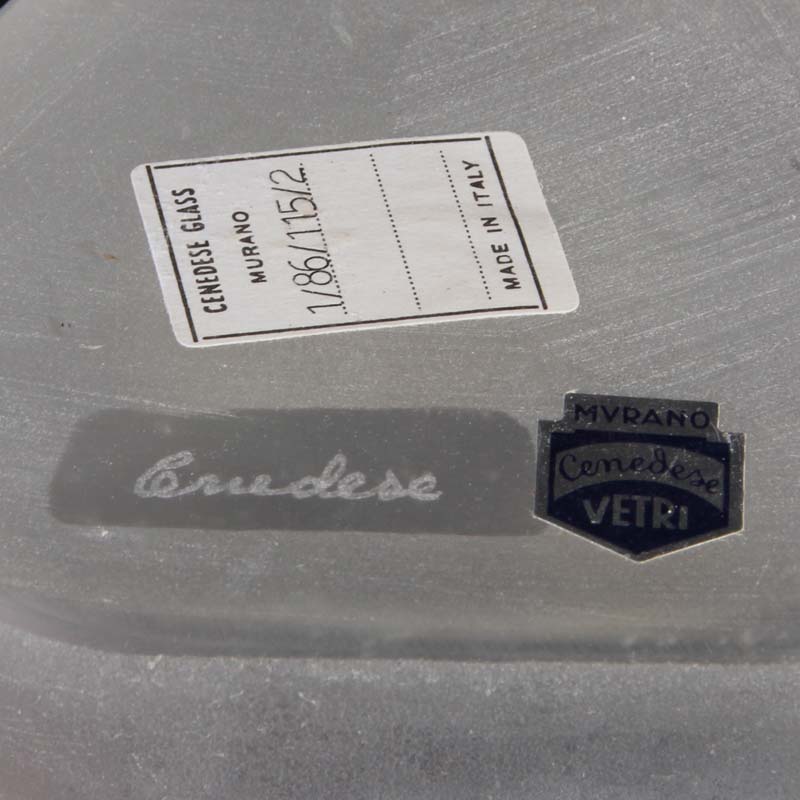 CENEDESE GLASS
MURANO
1/86/115/2
MADE IN ITALY
Cenedese
MVRANO
Cenedese
VETRI